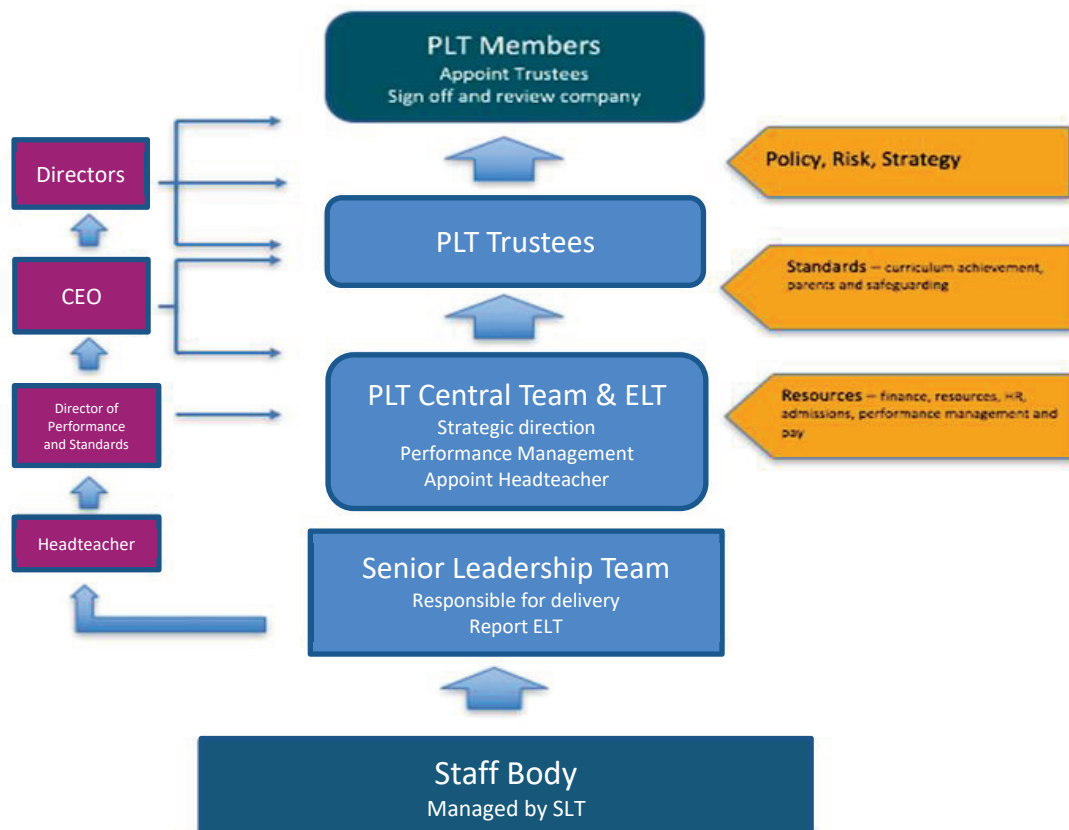 PLT Members
Appoint Trustees
Sign off and review company
Directors
Policy, Risk, Strategy
PLT Trustees
CEO
Standards – curriculum achievement,
parents and safeguarding
Director of
Performance
and Standards
PLT Central Team & ELT
Strategic direction
Performance Management
Appoint Headteacher
Resources – finance, resources, HR,
admissions, performance management and
pay
Headteacher
Senior Leadership Team
Responsible for delivery
Report ELT
Staff Body
Managed by SLT